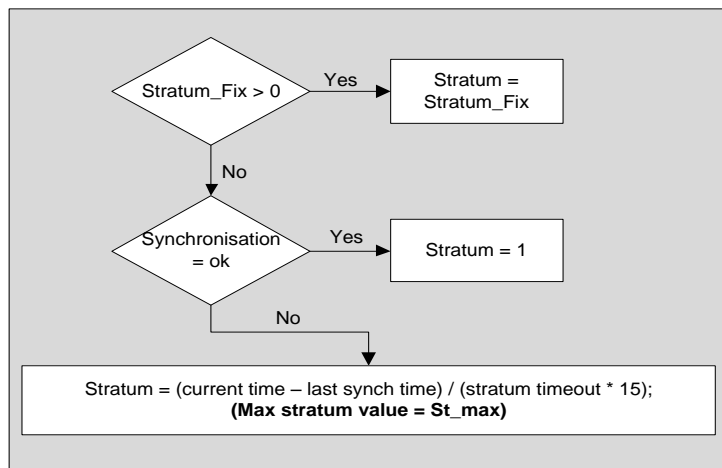 Stratum_Fix > 0
Yes
Stratum =
Stratum_Fix
No
Synchronisation
= ok
Yes
Stratum = 1
No
Stratum = (current time – last synch time) / (stratum timeout * 15);
(Max stratum value = St_max)